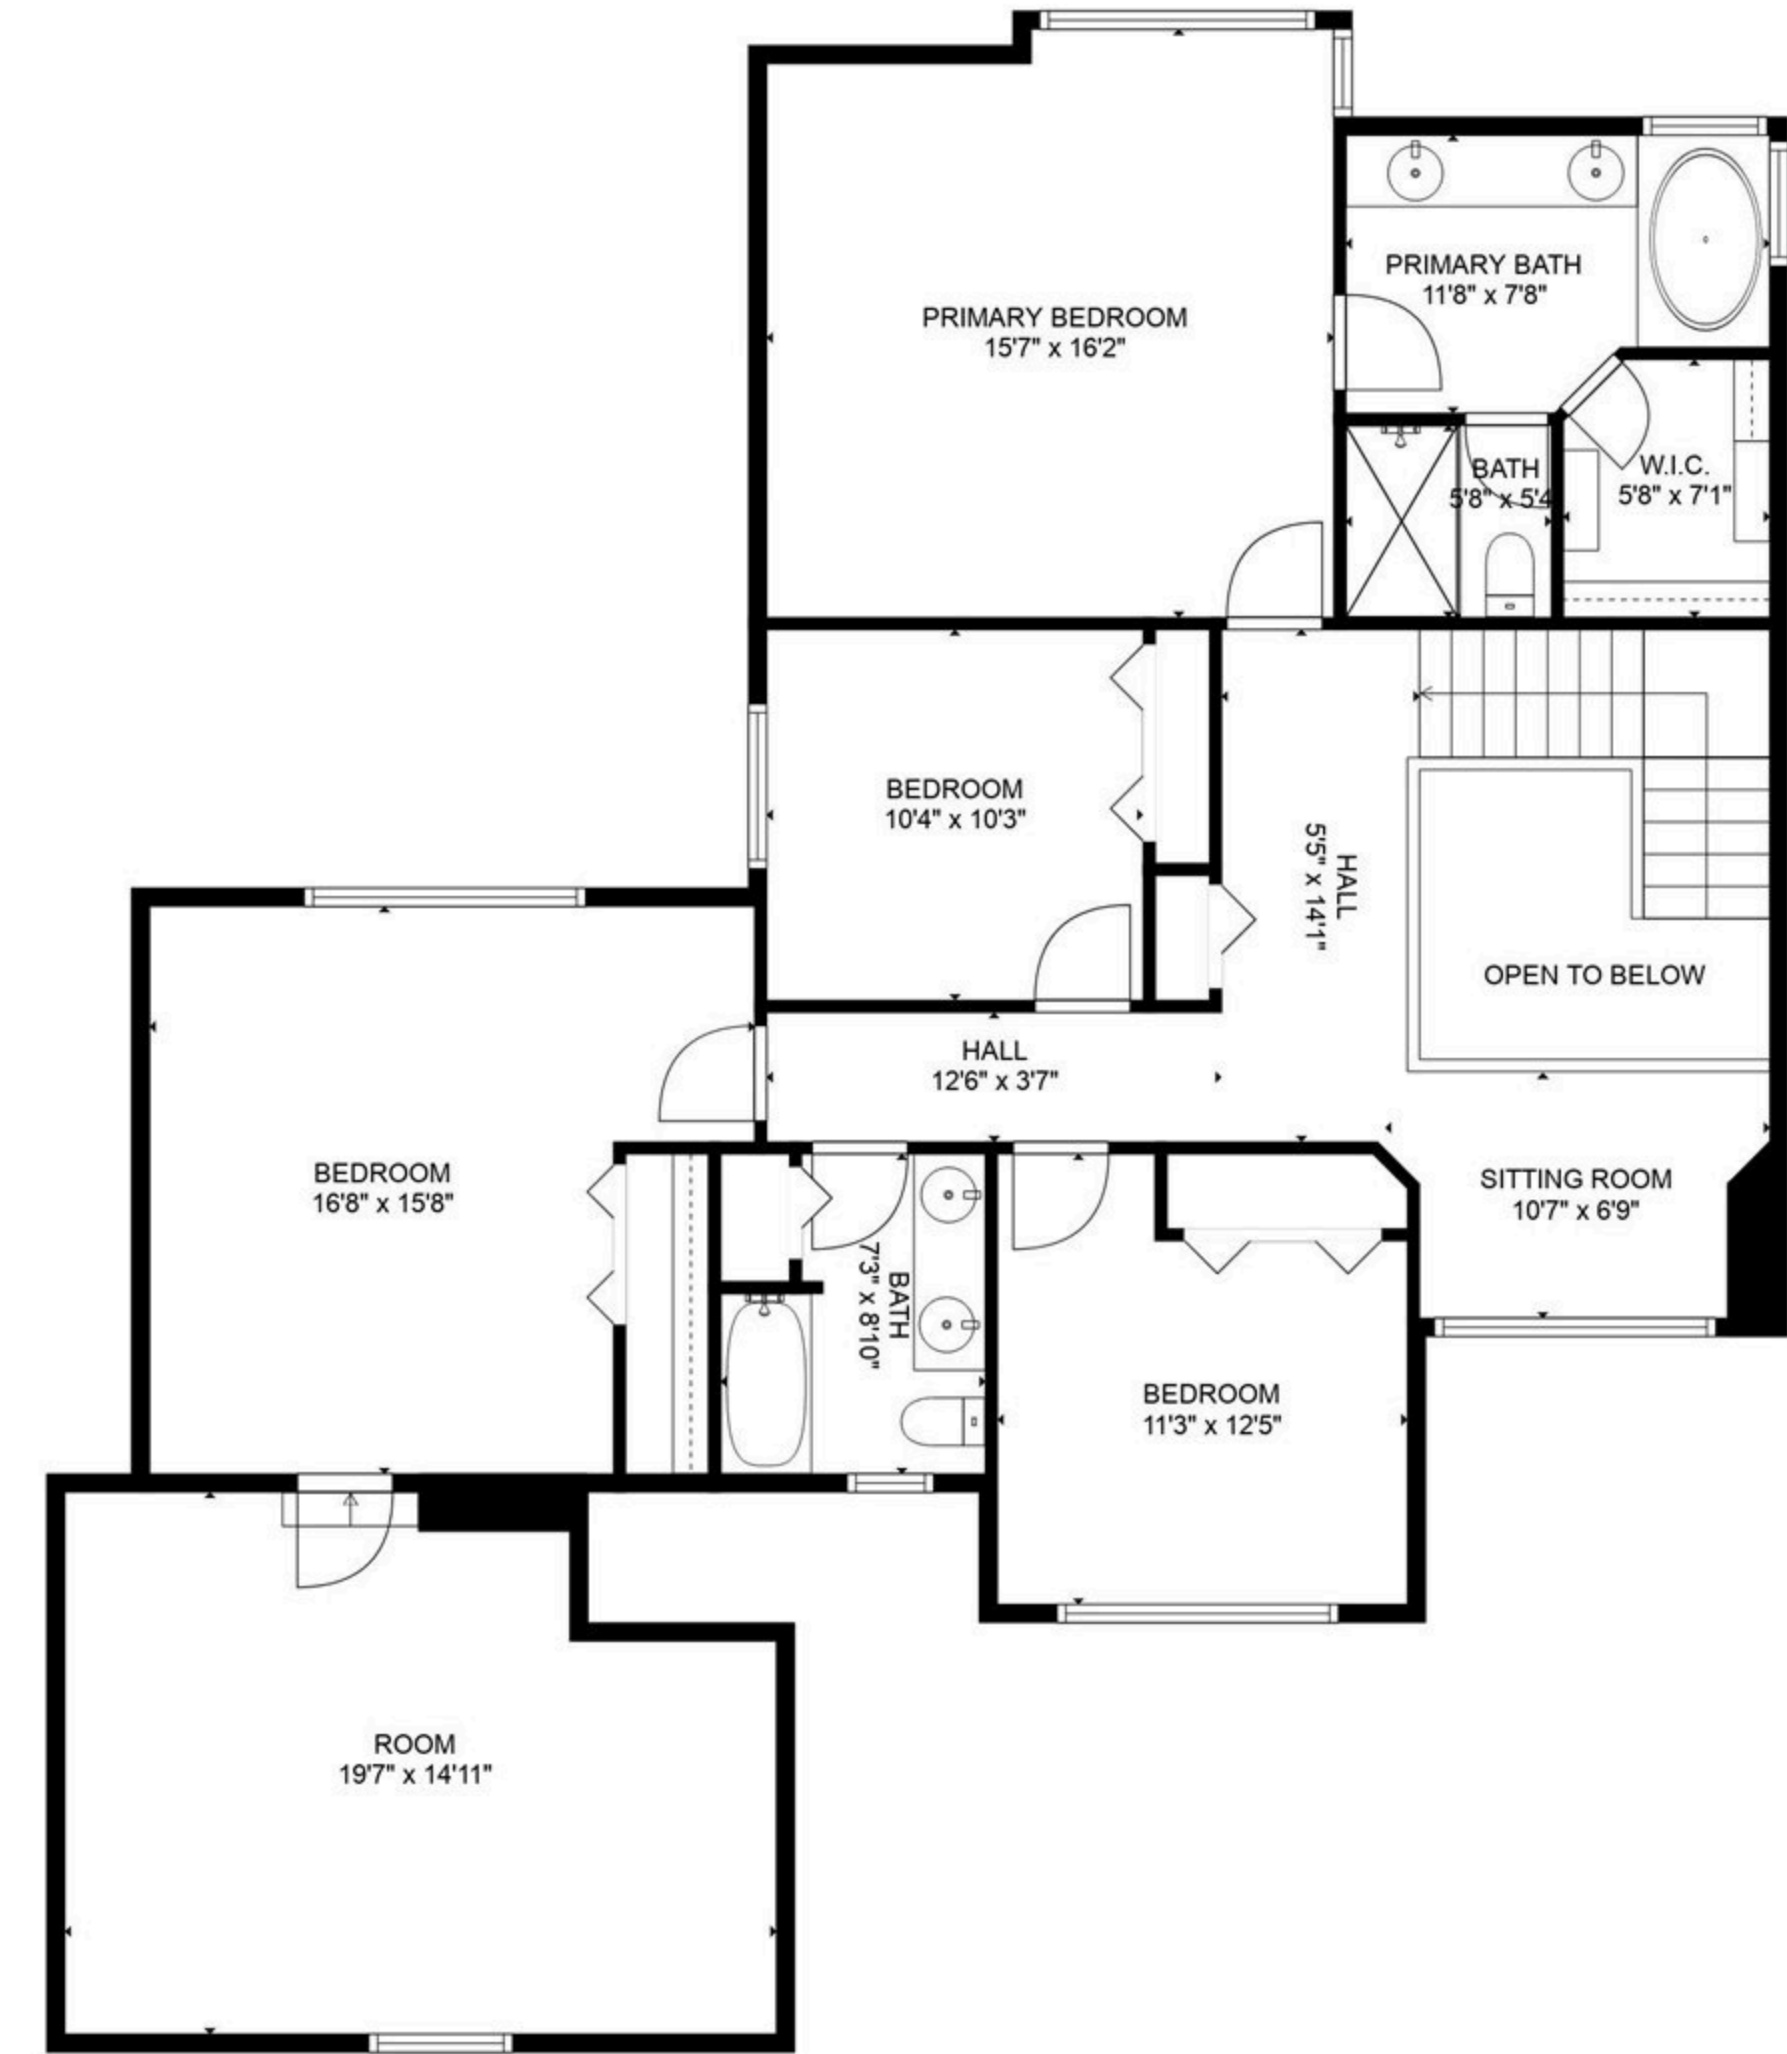 PRIMARY BEDROOM
15'7" x 16'2"
PRIMARY BATH
11'8" x 7'8"
BATH
5'8" x 5'4
W.I.C.
5'8" x 7'1"
BEDROOM
10'4" x 10'3"
HALL
5'5" x 14'1"
OPEN TO BELOW
HALL
12'6" x 3'7"
BEDROOM
16'8" x 15'8"
SITTING ROOM
10'7" x 6'9"
BATH
7'3" x 8'10"
BEDROOM
11'3" x 12'5"
ROOM
19'7" x 14'11"